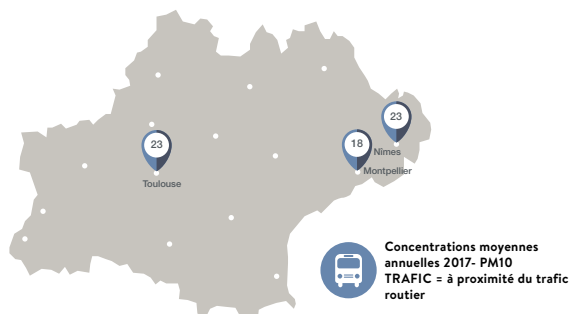 23
Nîmes
18
Montpellier
23
Toulouse
Concentrations moyennes
annuelles 2017- PM10
TRAFIC = à proximité du trafic
routier